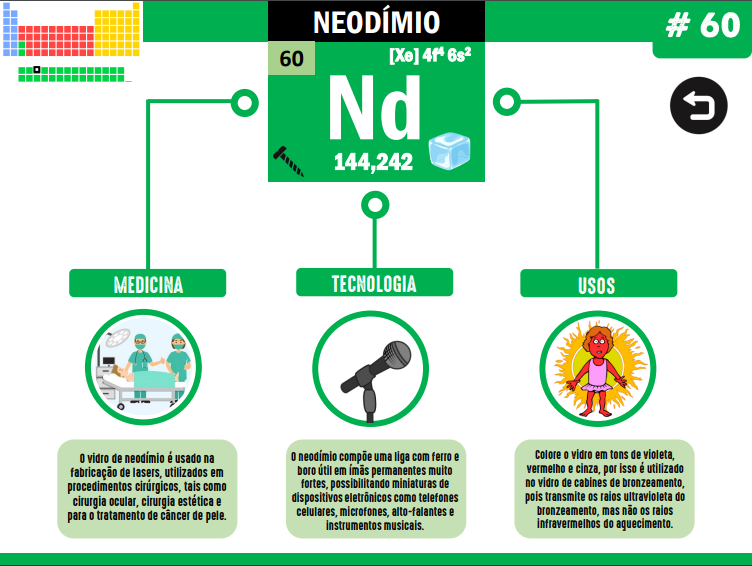 NEODÍMIO
# 60
60
[Xe] 4f⁴ 6s²
Nd
144,242
MEDICINA
TECNOLOGIA
USOS
O vidro de neodímio é usado na
fabricação de lasers, utilizados em
procedimentos cirúrgicos, tais como
cirurgia ocular, cirurgia estética e
para o tratamento de câncer de pele.
O neodímio compõe uma liga com ferro e
boro útil em ímãs permanentes muito
fortes, possibilitando miniaturas de
dispositivos eletrônicos como telefones
celulares, microfones, alto-falantes e
instrumentos musicais.
Colore o vidro em tons de violeta,
vermelho e cinza, por isso é utilizado
no vidro de cabines de bronzeamento,
pois transmite os raios ultravioleta do
bronzeamento, mas não os raios
infravermelhos do aquecimento.